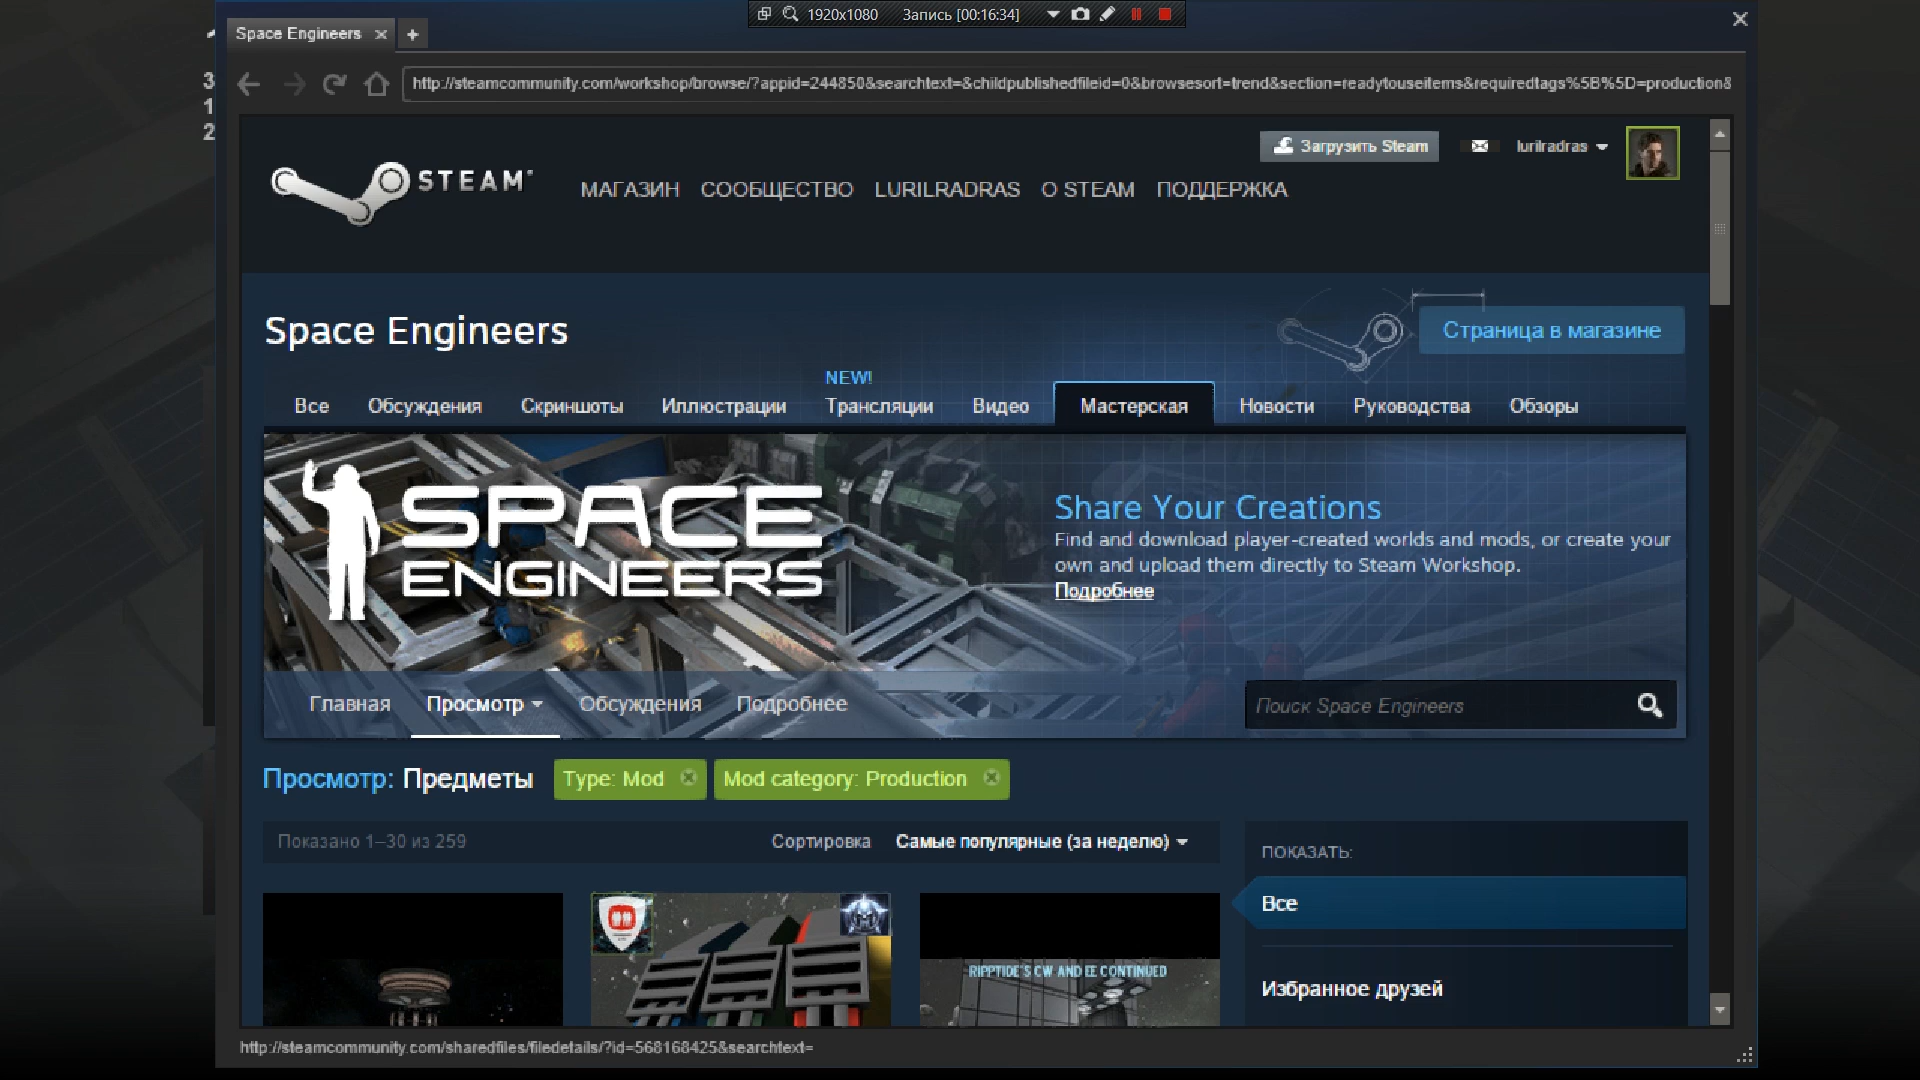 1920x1080 Запись [00:16:34]
Space Engineers
http://steamcommunity.com/workshop/browse/?appid=244850&searchtext=&childpublishedfileid=0&browsesort=trend&section=readytouseitems&requiredtags%5B%5D=production&
3
1
2
Загрузить Steam lurilradras
STEAM МАГАЗИН СООБЩЕСТВО LURILRADRAS О STEAM ПОДДЕРЖКА
Space Engineers
Страница в магазине
NEW!
Все Обсуждения Скриншоты Иллюстрации Трансляции Видео Мастерская Новости Руководства Обзоры
SPACE
ENGINEERS
Share Your Creations
Find and download player-created worlds and mods, or create your
own and upload them directly to Steam Workshop.
Подробнее
Главная Просмотр Обсуждения Подробнее
Поиск Space Engineers
Просмотр: Предметы Type: Mod Mod category: Production
Показано 1–30 из 259 Сортировка Самые популярные (за неделю)
ПОКАЗАТЬ:
Все
RIPPTIDE'S CW AND EE CONTINUED
Избранное друзей
http://steamcommunity.com/sharedfiles/filedetails/?id=568168425&searchtext=